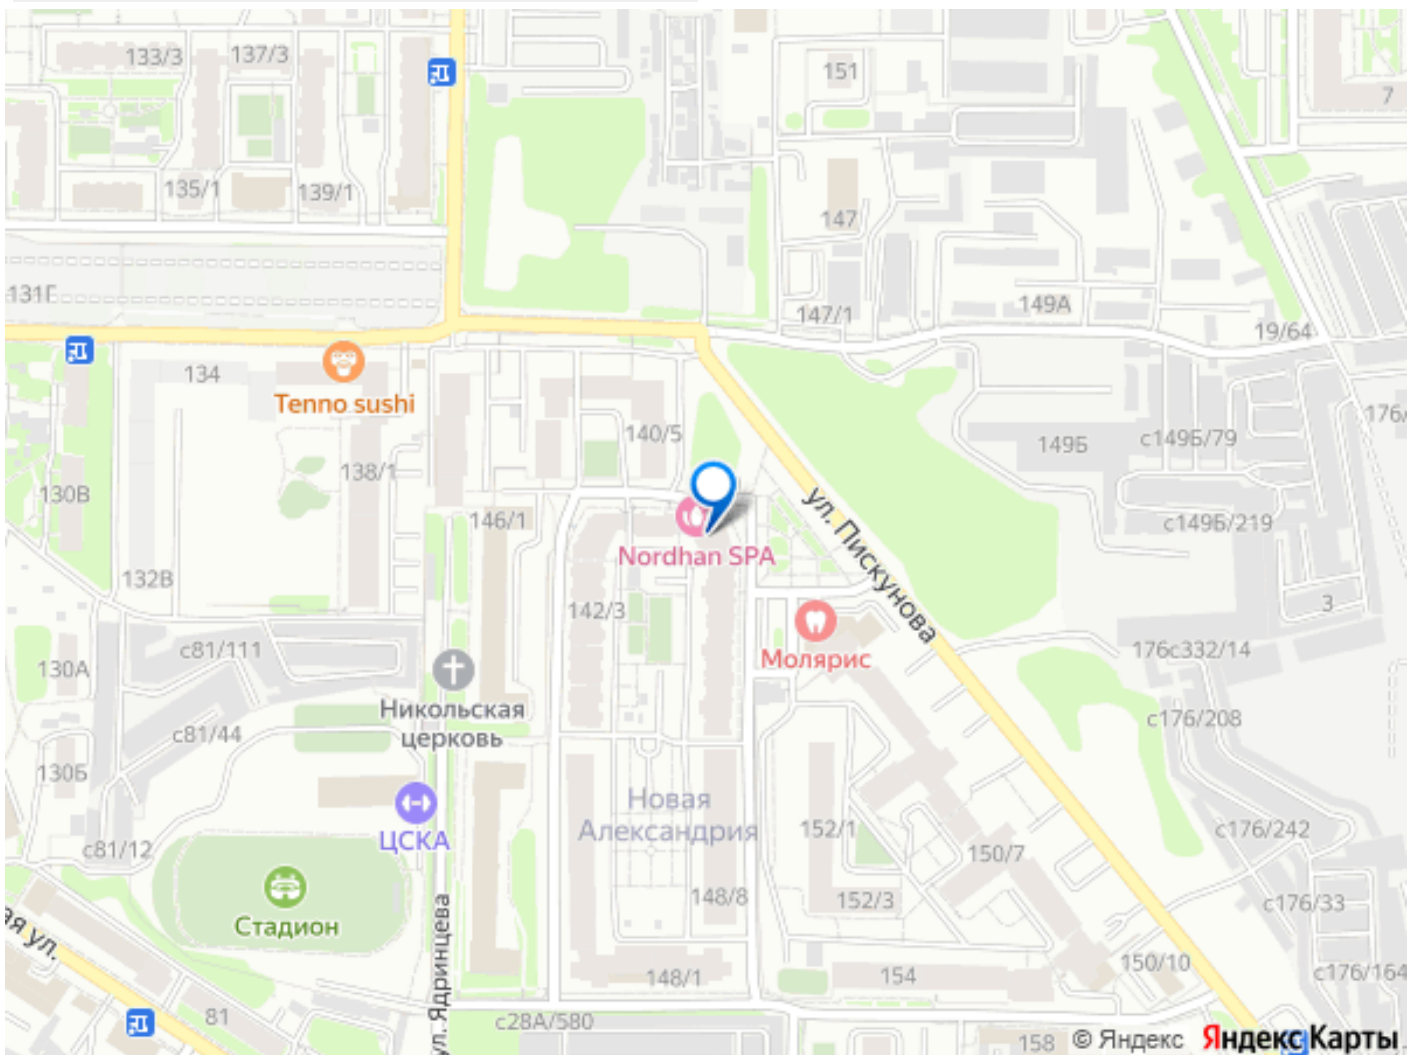 133/3
137/3
151
7
135/1
139/1
147
131Г
147/1
149А
19/64
134
Tenno sushi
176/
140/5
149Б
с149Б/79
138/1
130В
146/1
ул. Пискунова
с149Б/219
Nordhan SPA
132В
142/3
3
с81/111
Молярис
176с332/14
130А
Никольская
церковь
с176/208
с81/44
130Б
Новая
Александрия
ЦСКА
152/1
с176/242
с81/12
150/7
148/8
152/3
с176/33
ая ул.
Стадион
ул. Ядринцева
148/1
154
150/10
с176/164
81
с28А/580
158
© Яндекс
Яндекс Карты